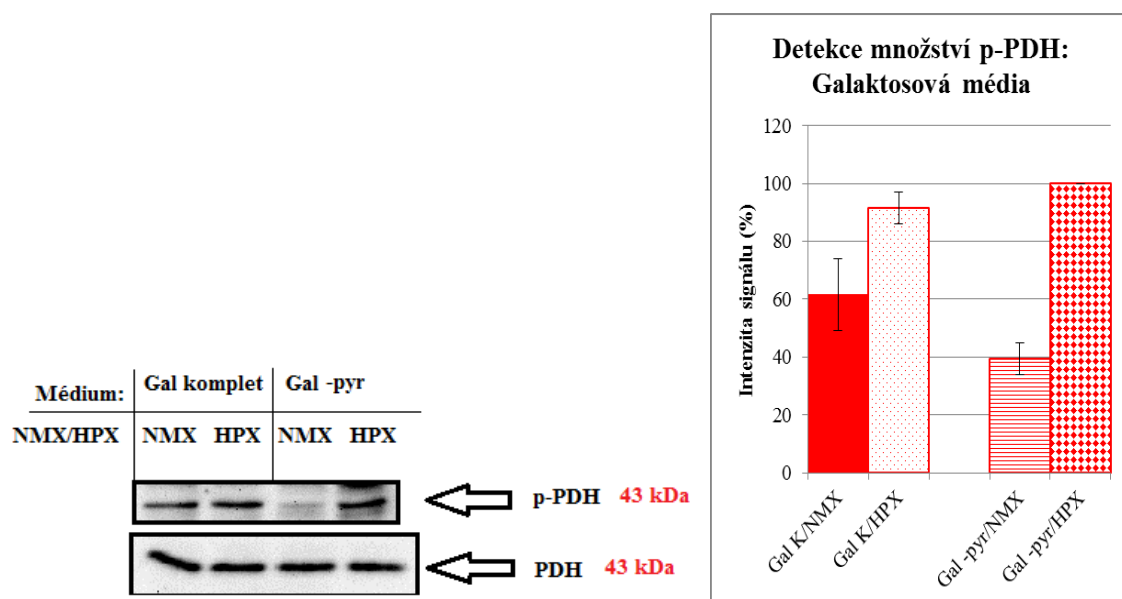 Médium: Gal komplet Gal -pyr
NMX/HPX NMX HPX NMX HPX
p-PDH 43 kDa
PDH 43 kDa
Detekce množství p-PDH:
Galaktosová média
Intenzita signálu (%)
120
100
80
60
40
20
0
Gal K/NMX
Gal K/HPX
Gal -pyr/NMX
Gal -pyr/HPX